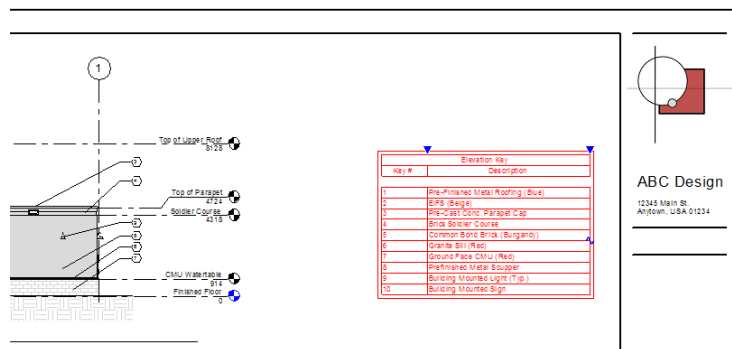 1
Top of Upper Roof
8128
3
4
Top of Parapet
4724
Soldier Course
4318
CMU Watertable
914
Finished Floor
0
Elevation Key
Key # Description
1 Pre-Finished Metal Roofing (Blue)
2 EIFS (Beige)
3 Pre-Cast Conc. Parapet Cap
4 Brick Soldier Course
5 Common Bond Brick (Burgandy)
6 Granite Sill (Red)
7 Ground Face CMU (Red)
8 Prefinished Metal Scupper
9 Building Mounted Light (Typ.)
10 Building Mounted Sign
ABC Design
12345 Main St.
Anytown, USA 01234